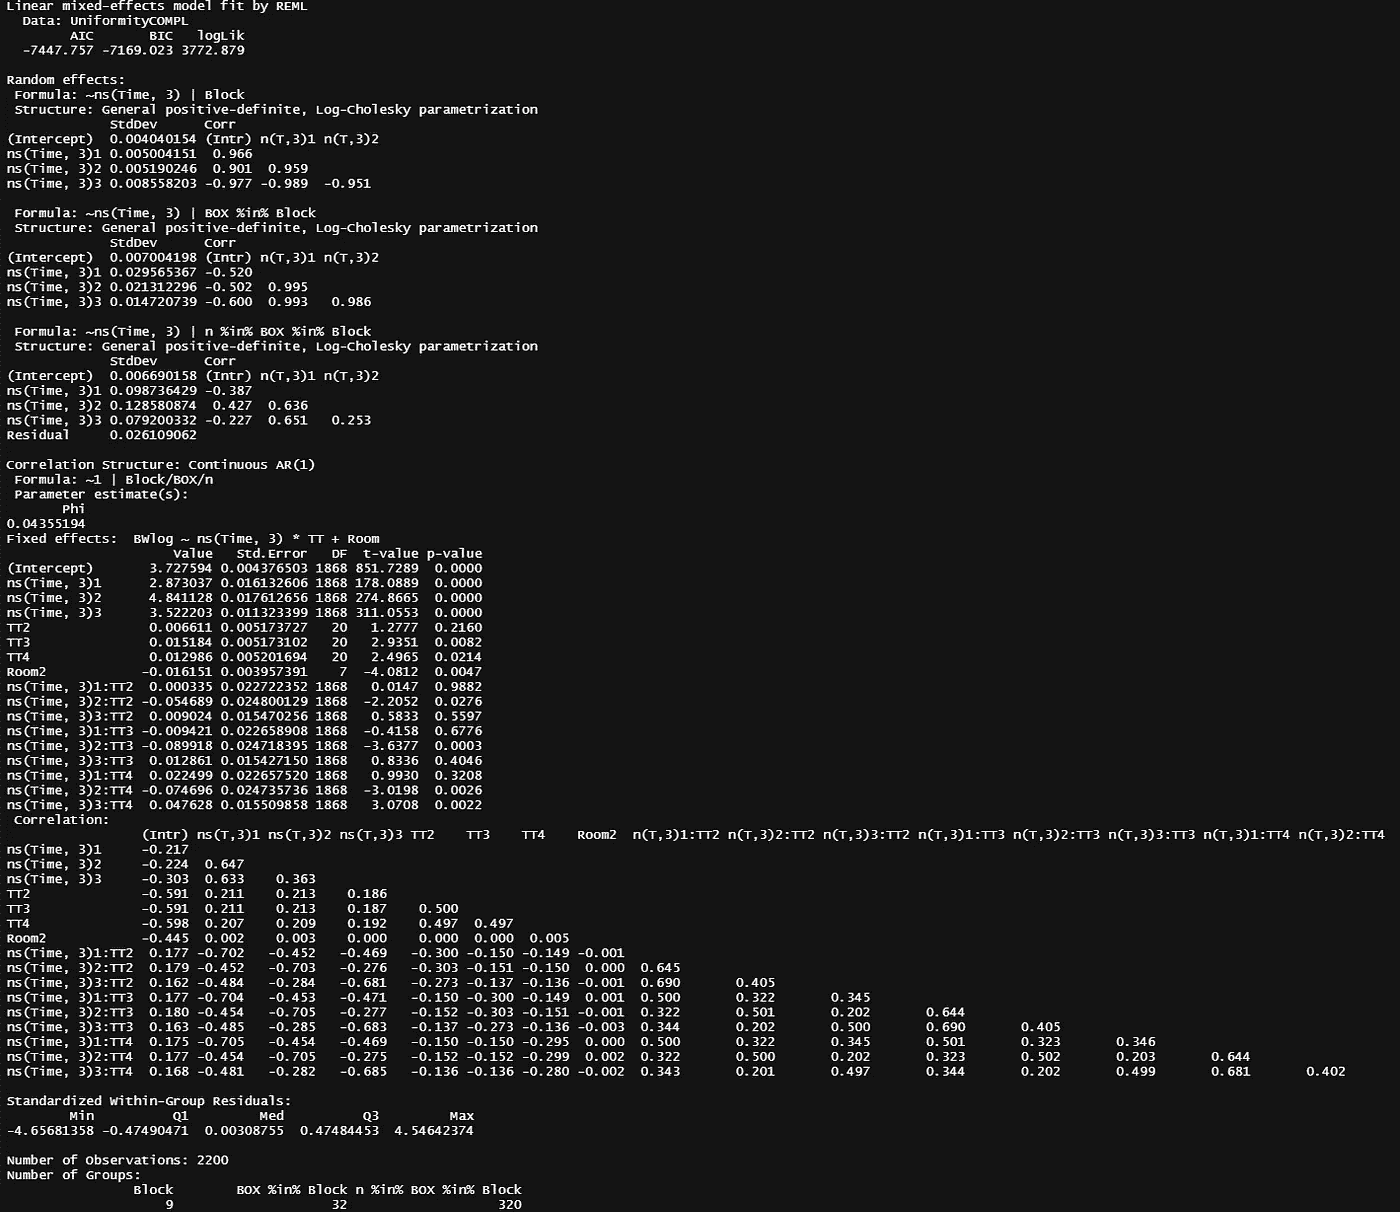 Linear mixed-effects model fit by REML
  Data: UniformityCOMPL
        AIC       BIC   logLik
  -7447.757 -7169.023 3772.879
Random effects:
 Formula: ~ns(Time, 3) | Block
 Structure: General positive-definite, Log-Cholesky parametrization
             StdDev      Corr
(Intercept)  0.004040154 (Intr) n(T,3)1 n(T,3)2
ns(Time, 3)1 0.005004151  0.966
ns(Time, 3)2 0.005190246  0.901  0.959
ns(Time, 3)3 0.008558203 -0.977 -0.989  -0.951
 Formula: ~ns(Time, 3) | BOX %in% Block
 Structure: General positive-definite, Log-Cholesky parametrization
             StdDev      Corr
(Intercept)  0.007004198 (Intr) n(T,3)1 n(T,3)2
ns(Time, 3)1 0.029565367 -0.520
ns(Time, 3)2 0.021312296 -0.502  0.995
ns(Time, 3)3 0.014720739 -0.600  0.993   0.986
 Formula: ~ns(Time, 3) | n %in% BOX %in% Block
 Structure: General positive-definite, Log-Cholesky parametrization
             StdDev      Corr
(Intercept)  0.006690158 (Intr) n(T,3)1 n(T,3)2
ns(Time, 3)1 0.098736429 -0.387
ns(Time, 3)2 0.128580874  0.427  0.636
ns(Time, 3)3 0.079200332 -0.227  0.651   0.253
Residual     0.026109062
Correlation Structure: Continuous AR(1)
 Formula: ~1 | Block/BOX/n
 Parameter estimate(s):
       Phi
0.04355194
Fixed effects:  BWlog ~ ns(Time, 3) * TT + Room
                     Value   Std.Error   DF  t-value p-value
(Intercept)       3.727594 0.004376503 1868 851.7289  0.0000
ns(Time, 3)1      2.873037 0.016132606 1868 178.0889  0.0000
ns(Time, 3)2      4.841128 0.017612656 1868 274.8665  0.0000
ns(Time, 3)3      3.522203 0.011323399 1868 311.0553  0.0000
TT2               0.006611 0.005173727   20   1.2777  0.2160
TT3               0.015184 0.005173102   20   2.9351  0.0082
TT4               0.012986 0.005201694   20   2.4965  0.0214
Room2            -0.016151 0.003957391    7  -4.0812  0.0047
ns(Time, 3)1:TT2  0.000335 0.022722352 1868   0.0147  0.9882
ns(Time, 3)2:TT2 -0.054689 0.024800129 1868  -2.2052  0.0276
ns(Time, 3)3:TT2  0.009024 0.015470256 1868   0.5833  0.5597
ns(Time, 3)1:TT3 -0.009421 0.022658908 1868  -0.4158  0.6776
ns(Time, 3)2:TT3 -0.089918 0.024718395 1868  -3.6377  0.0003
ns(Time, 3)3:TT3  0.012861 0.015427150 1868   0.8336  0.4046
ns(Time, 3)1:TT4  0.022499 0.022657520 1868   0.9930  0.3208
ns(Time, 3)2:TT4 -0.074696 0.024735736 1868  -3.0198  0.0026
ns(Time, 3)3:TT4  0.047628 0.015509858 1868   3.0708  0.0022
 Correlation:
                 (Intr) ns(T,3)1 ns(T,3)2 ns(T,3)3 TT2    TT3    TT4    Room2  n(T,3)1:TT2 n(T,3)2:TT2 n(T,3)3:TT2 n(T,3)1:TT3 n(T,3)2:TT3 n(T,3)3:TT3 n(T,3)1:TT4 n(T,3)2:TT4
ns(Time, 3)1     -0.217
ns(Time, 3)2     -0.224  0.647
ns(Time, 3)3     -0.303  0.633    0.363
TT2              -0.591  0.211    0.213    0.186
TT3              -0.591  0.211    0.213    0.187    0.500
TT4              -0.598  0.207    0.209    0.192    0.497  0.497
Room2            -0.445  0.002    0.003    0.000    0.000  0.000  0.005
ns(Time, 3)1:TT2  0.177 -0.702   -0.452   -0.469   -0.300 -0.150 -0.149 -0.001
ns(Time, 3)2:TT2  0.179 -0.452   -0.703   -0.276   -0.303 -0.151 -0.150  0.000  0.645
ns(Time, 3)3:TT2  0.162 -0.484   -0.284   -0.681   -0.273 -0.137 -0.136 -0.001  0.690       0.405
ns(Time, 3)1:TT3  0.177 -0.704   -0.453   -0.471   -0.150 -0.300 -0.149  0.001  0.500       0.322       0.345
ns(Time, 3)2:TT3  0.180 -0.454   -0.705   -0.277   -0.152 -0.303 -0.151 -0.001  0.322       0.501       0.202       0.644
ns(Time, 3)3:TT3  0.163 -0.485   -0.285   -0.683   -0.137 -0.273 -0.136 -0.003  0.344       0.202       0.500       0.690       0.405
ns(Time, 3)1:TT4  0.175 -0.705   -0.454   -0.469   -0.150 -0.150 -0.295  0.000  0.500       0.322       0.345       0.501       0.323       0.346
ns(Time, 3)2:TT4  0.177 -0.454   -0.705   -0.275   -0.152 -0.152 -0.299  0.002  0.322       0.500       0.202       0.323       0.502       0.203       0.644
ns(Time, 3)3:TT4  0.168 -0.481   -0.282   -0.685   -0.136 -0.136 -0.280 -0.002  0.343       0.201       0.497       0.344       0.202       0.499       0.681       0.402
Standardized Within-Group Residuals:
        Min          Q1         Med          Q3         Max
-4.65681358 -0.47490471  0.00308755  0.47484453  4.54642374
Number of Observations: 2200
Number of Groups:
                Block        BOX %in% Block n %in% BOX %in% Block
                    9                    32                   320